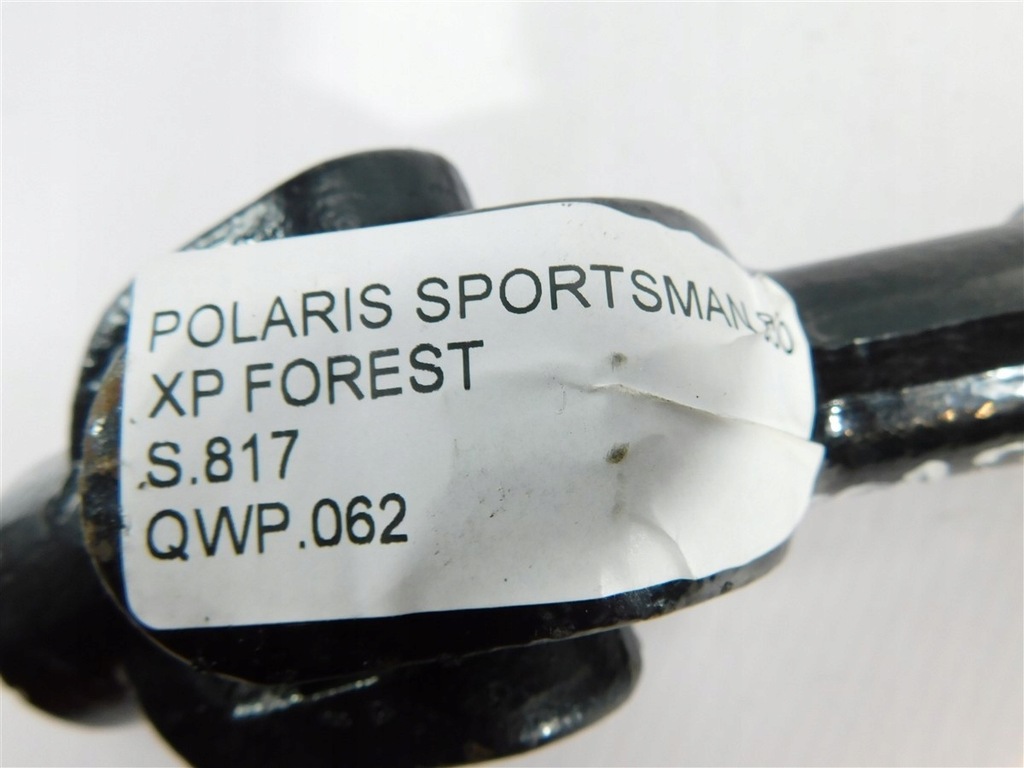 POLARIS SPORTSMAN
XP FOREST
S.817
QWP.062